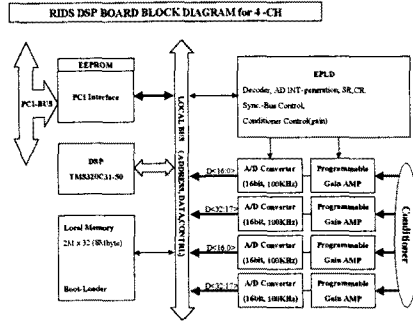 RIDS DSP BOARD BLOCK DIAGRAM for 4 -CH
EEPROM
PCI Interface
PCI-BUS
DSP
TMS320C31-50
Local Memory
2M x 32 (8Mbyte)
Boot-Loader
LOCAL BUS (ADDRESS, DATA,CONTRL)
EPLD
Decoder, AD INT-generation, SR,CR,
Sync.-Bus Control,
Conditioner Control(gain)
D<16:0>
A/D Converter
(16bit, 100KHz)
Programmable
Gain AMP
D<32:17>
A/D Converter
(16bit, 100KHz)
Programmable
Gain AMP
D<16:0>
A/D Converter
(16bit, 100KHz)
Programmable
Gain AMP
D<32:17>
A/D Converter
(16bit, 100KHz)
Programmable
Gain AMP
Conditioner